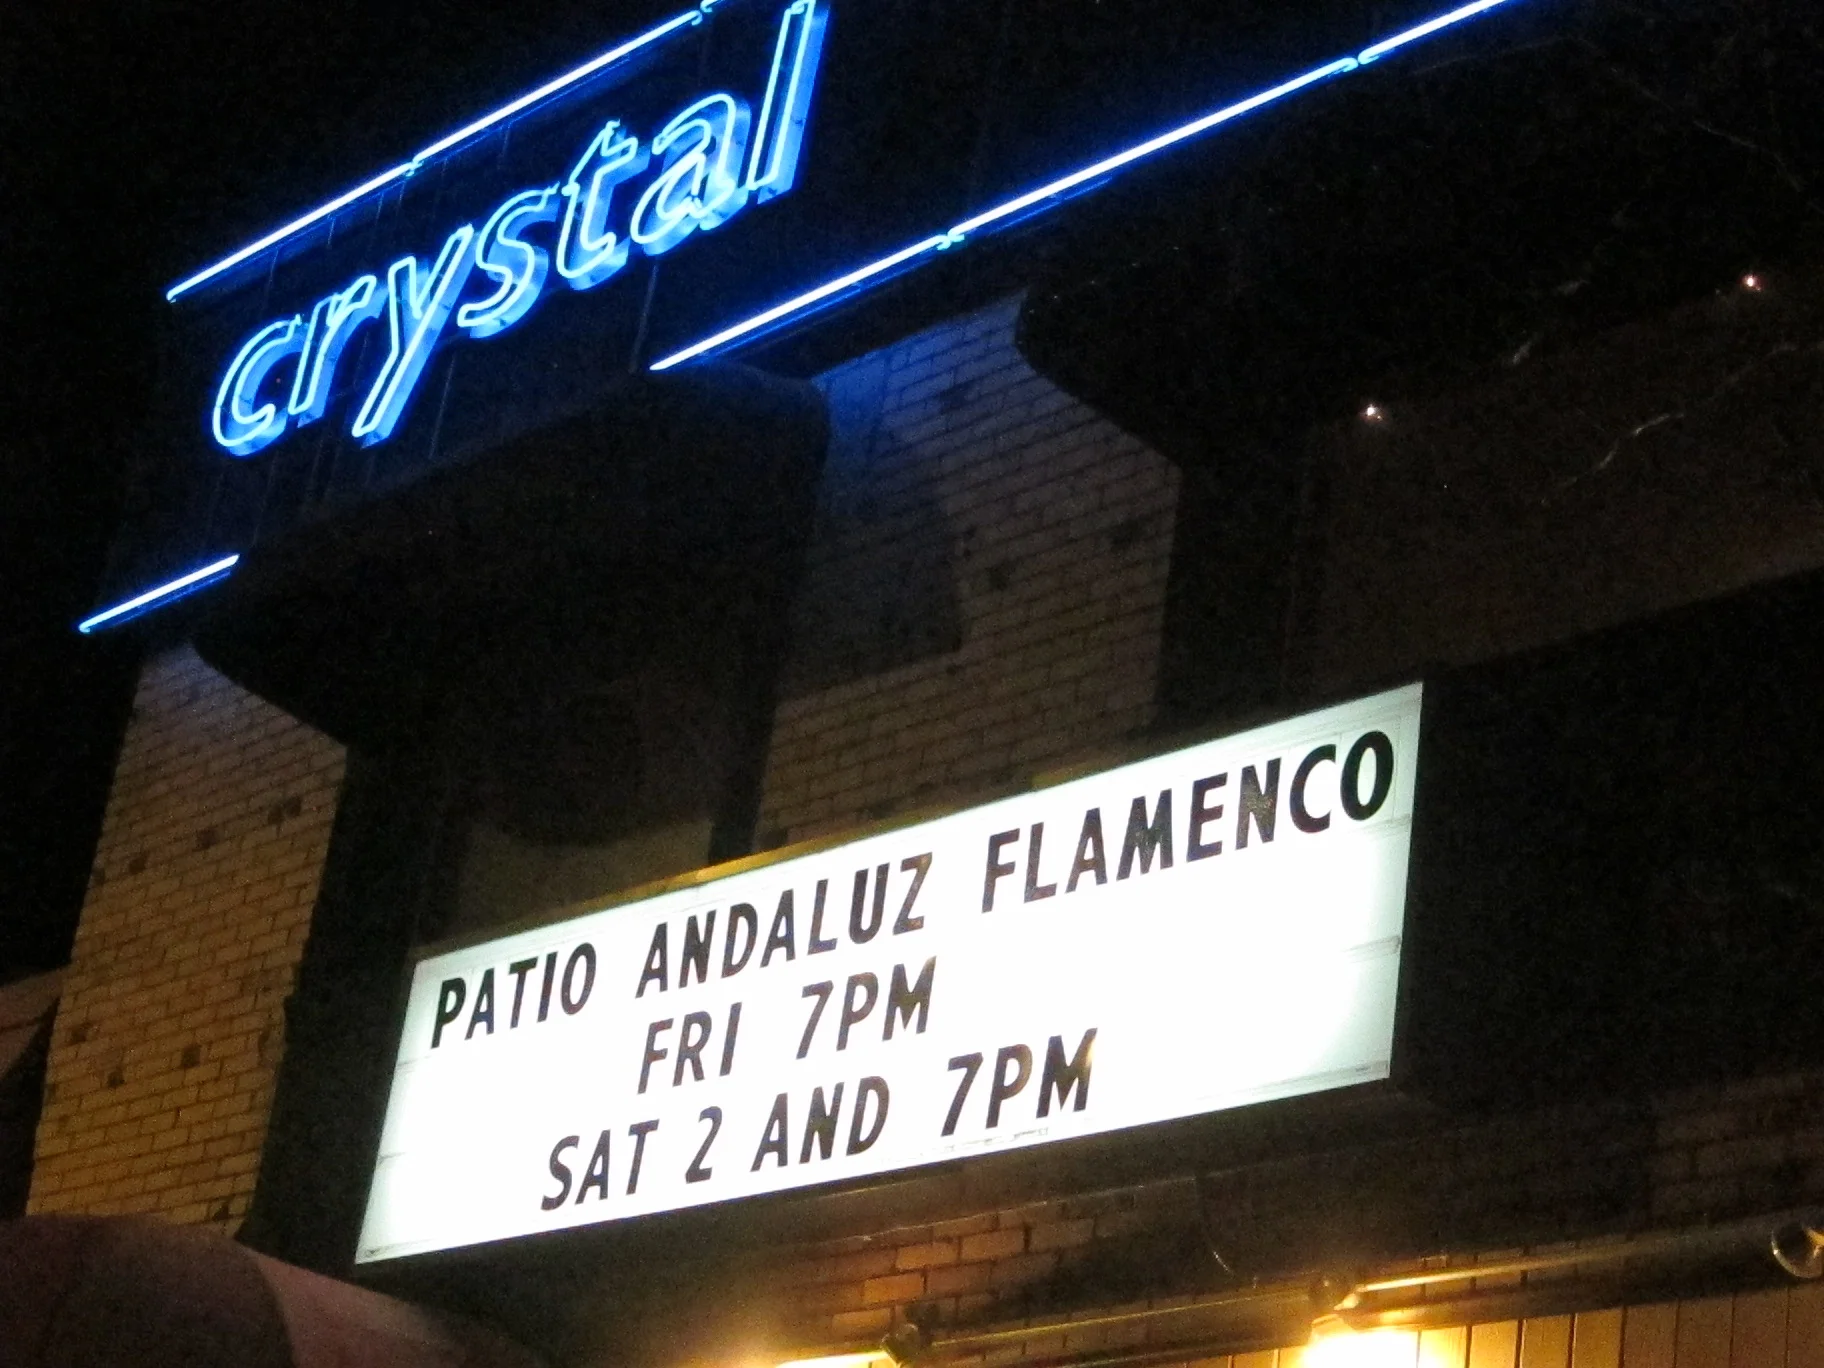 crystal
PATIO ANDALUZ FLAMENCO
FRI 7PM
SAT 2 AND 7PM